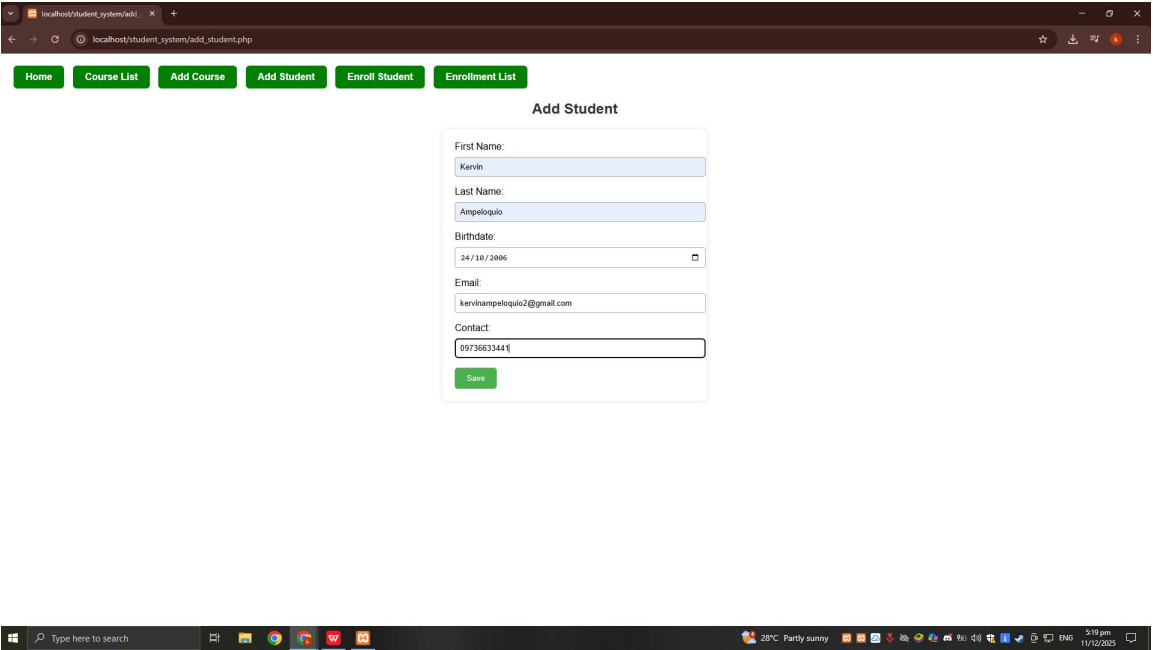 localhost/student_system/add_
localhost/student_system/add_student.php
Home Course List Add Course Add Student Enroll Student Enrollment List
Add Student
First Name:
Kervin
Last Name:
Ampeloquio
Birthdate:
24/10/2006
Email:
kervinampeloquio2@gmail.com
Contact:
09736633441
Save
Type here to search
28°C Partly sunny
ENG
5:19 pm
11/12/2025